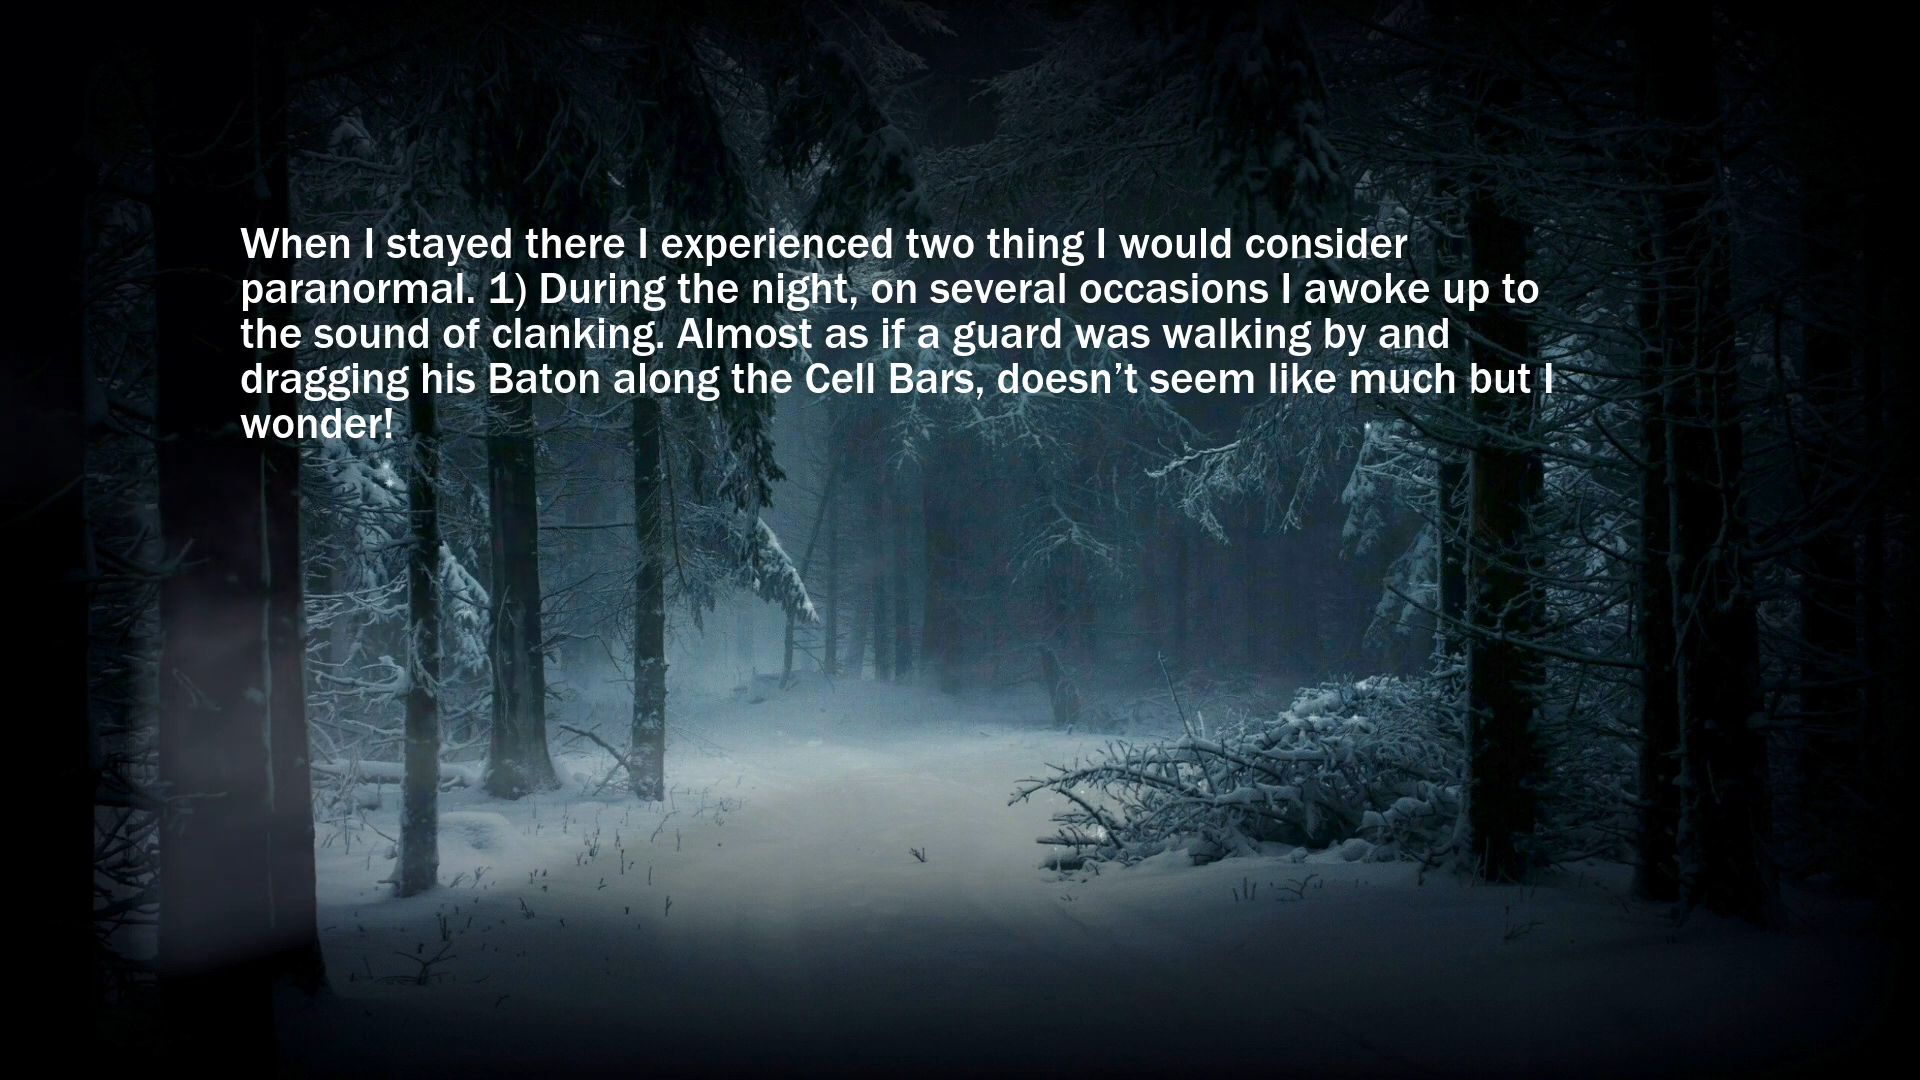 When I stayed there I experienced two thing I would consider
paranormal. 1) During the night, on several occasions I awoke up to
the sound of clanking. Almost as if a guard was walking by and
dragging his Baton along the Cell Bars, doesn’t seem like much but I
wonder!